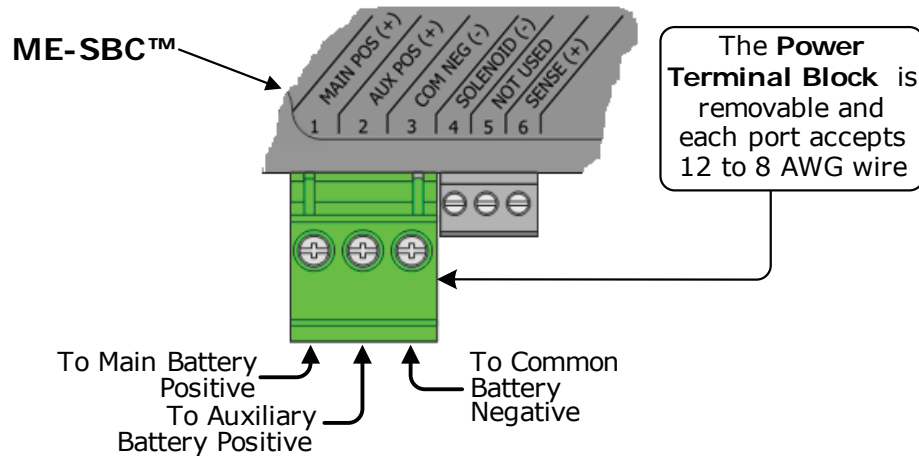 ME-SBC™
MAIN POS (+)
AUX POS (+)
COM NEG (-)
SOLENOID (-)
NOT USED
SENSE (+)
1 2 3 4 5 6
The Power
Terminal Block is
removable and
each port accepts
12 to 8 AWG wire
To Main Battery
Positive
To Auxiliary
Battery Positive
To Common
Battery
Negative